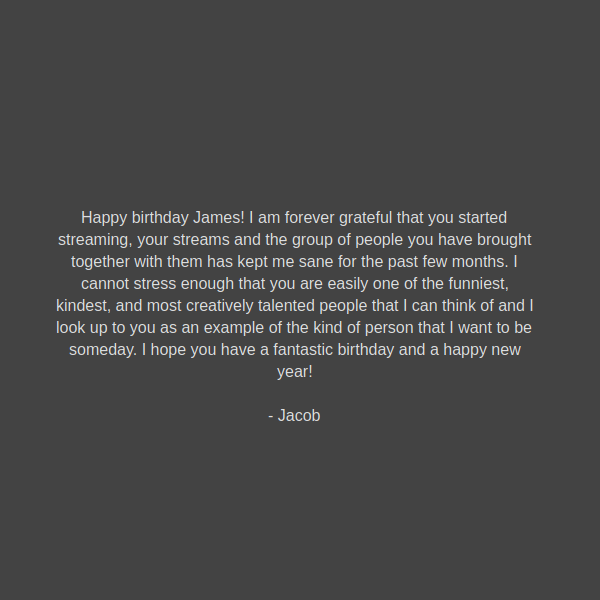 Happy birthday James! I am forever grateful that you started
streaming, your streams and the group of people you have brought
together with them has kept me sane for the past few months. I
cannot stress enough that you are easily one of the funniest,
kindest, and most creatively talented people that I can think of and I
look up to you as an example of the kind of person that I want to be
someday. I hope you have a fantastic birthday and a happy new
year!
- Jacob